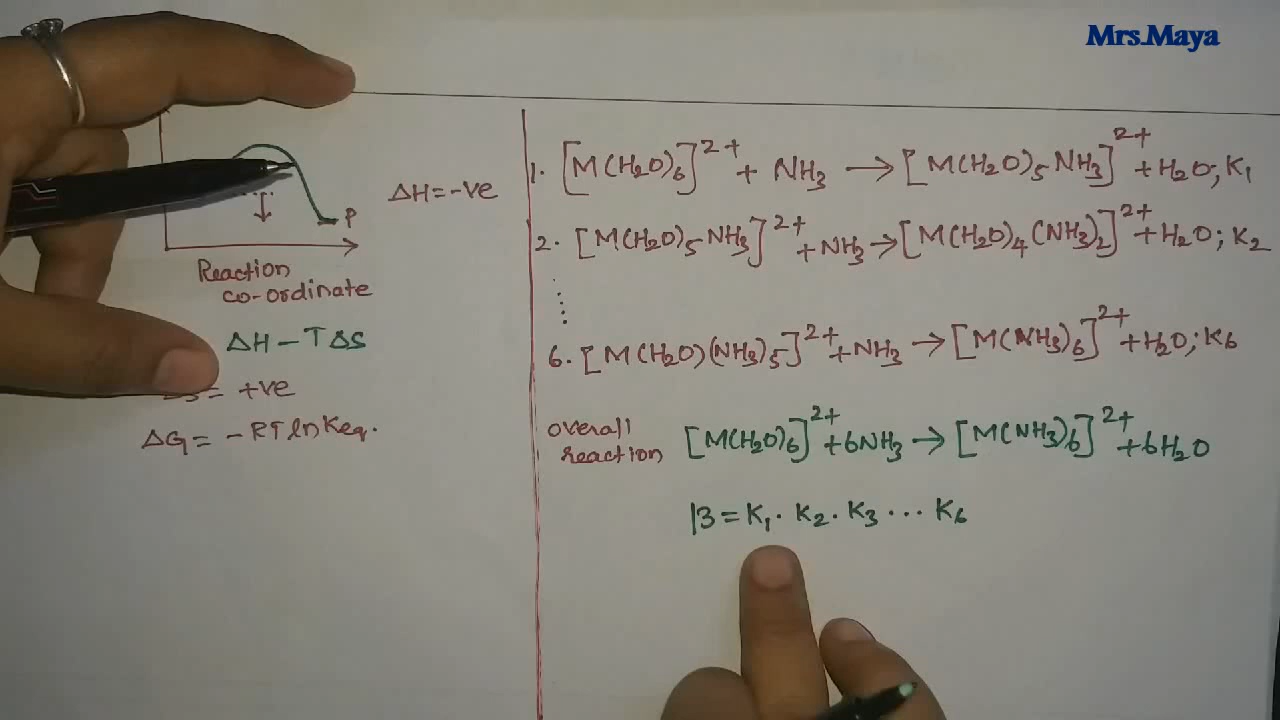 Mrs.Maya
P
ΔH = -ve
Reaction
co-ordinate
ΔH - TΔS
= +ve
ΔG = - RT ln Keq.
1. [M(H₂O)₆]²⁺ + NH₃ → [M(H₂O)₅NH₃]²⁺ + H₂O; K₁
2. [M(H₂O)₅NH₃]²⁺ + NH₃ → [M(H₂O)₄(NH₃)₂]²⁺ + H₂O; K₂
6. [M(H₂O)(NH₃)₅]²⁺ + NH₃ → [M(NH₃)₆]²⁺ + H₂O; K₆
overall
reaction
[M(H₂O)₆]²⁺ + 6NH₃ → [M(NH₃)₆]²⁺ + 6H₂O
β = K₁ · K₂ · K₃ ... K₆